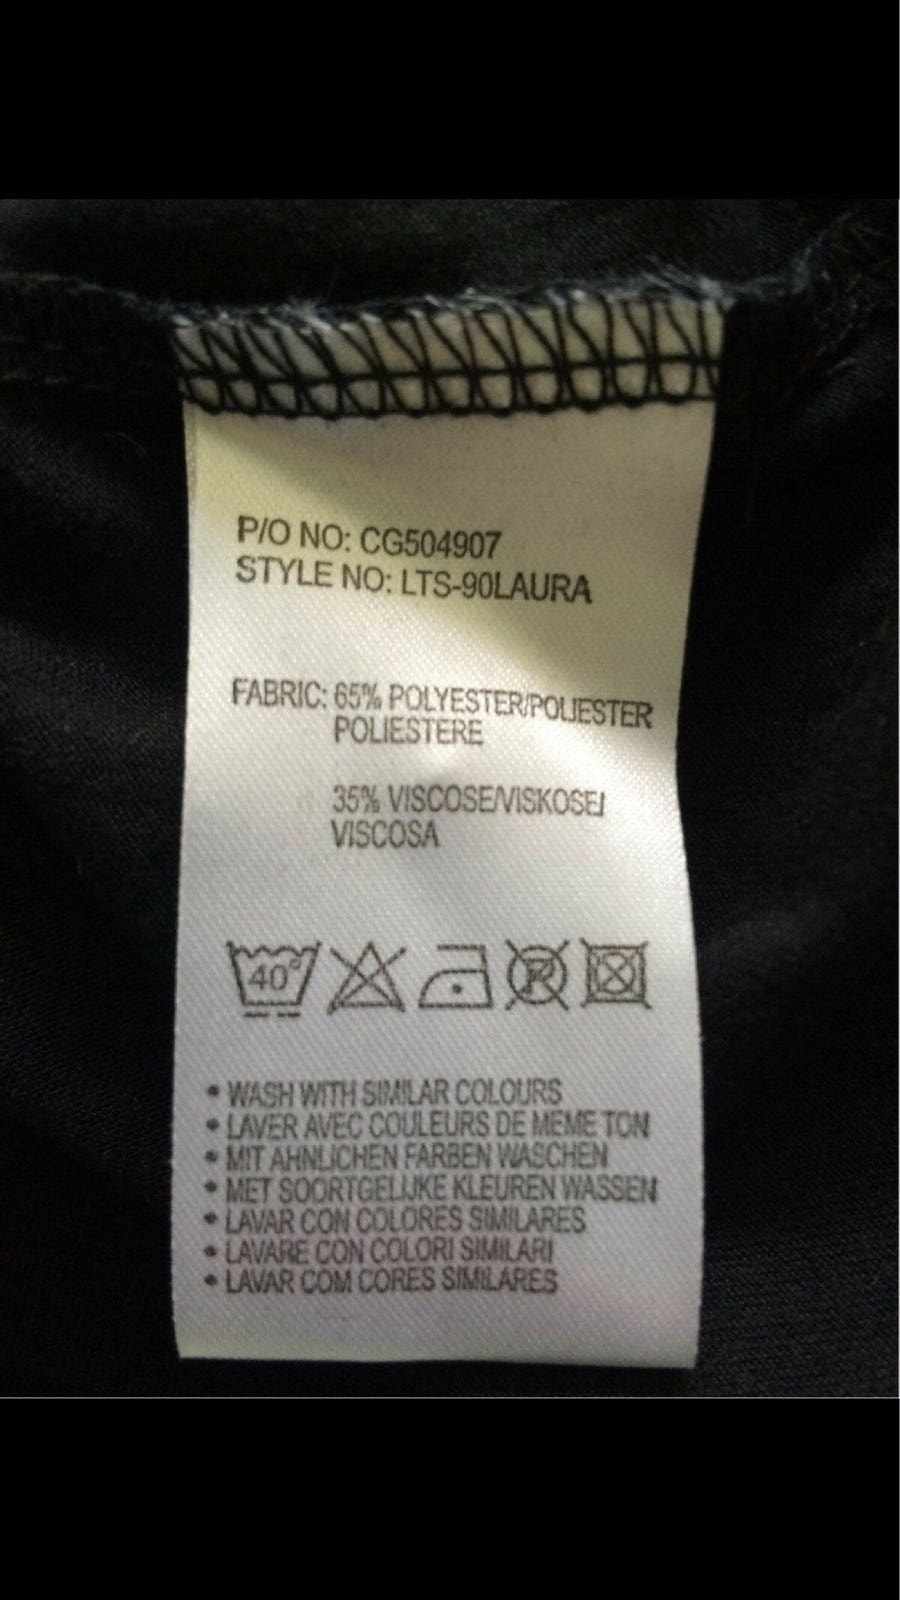 P/O NO: CG504907
STYLE NO: LTS-90LAURA
FABRIC: 65% POLYESTER/POLIESTER
POLIESTERE
35% VISCOSE/VISKOSE/
VISCOSA
40° P
• WASH WITH SIMILAR COLOURS
• LAVER AVEC COULEURS DE MEME TON
• MIT AHNLICHEN FARBEN WASCHEN
• MET SOORTGELIJKE KLEUREN WASSEN
• LAVAR CON COLORES SIMILARES
• LAVARE CON COLORI SIMILARI
• LAVAR COM CORES SIMILARES